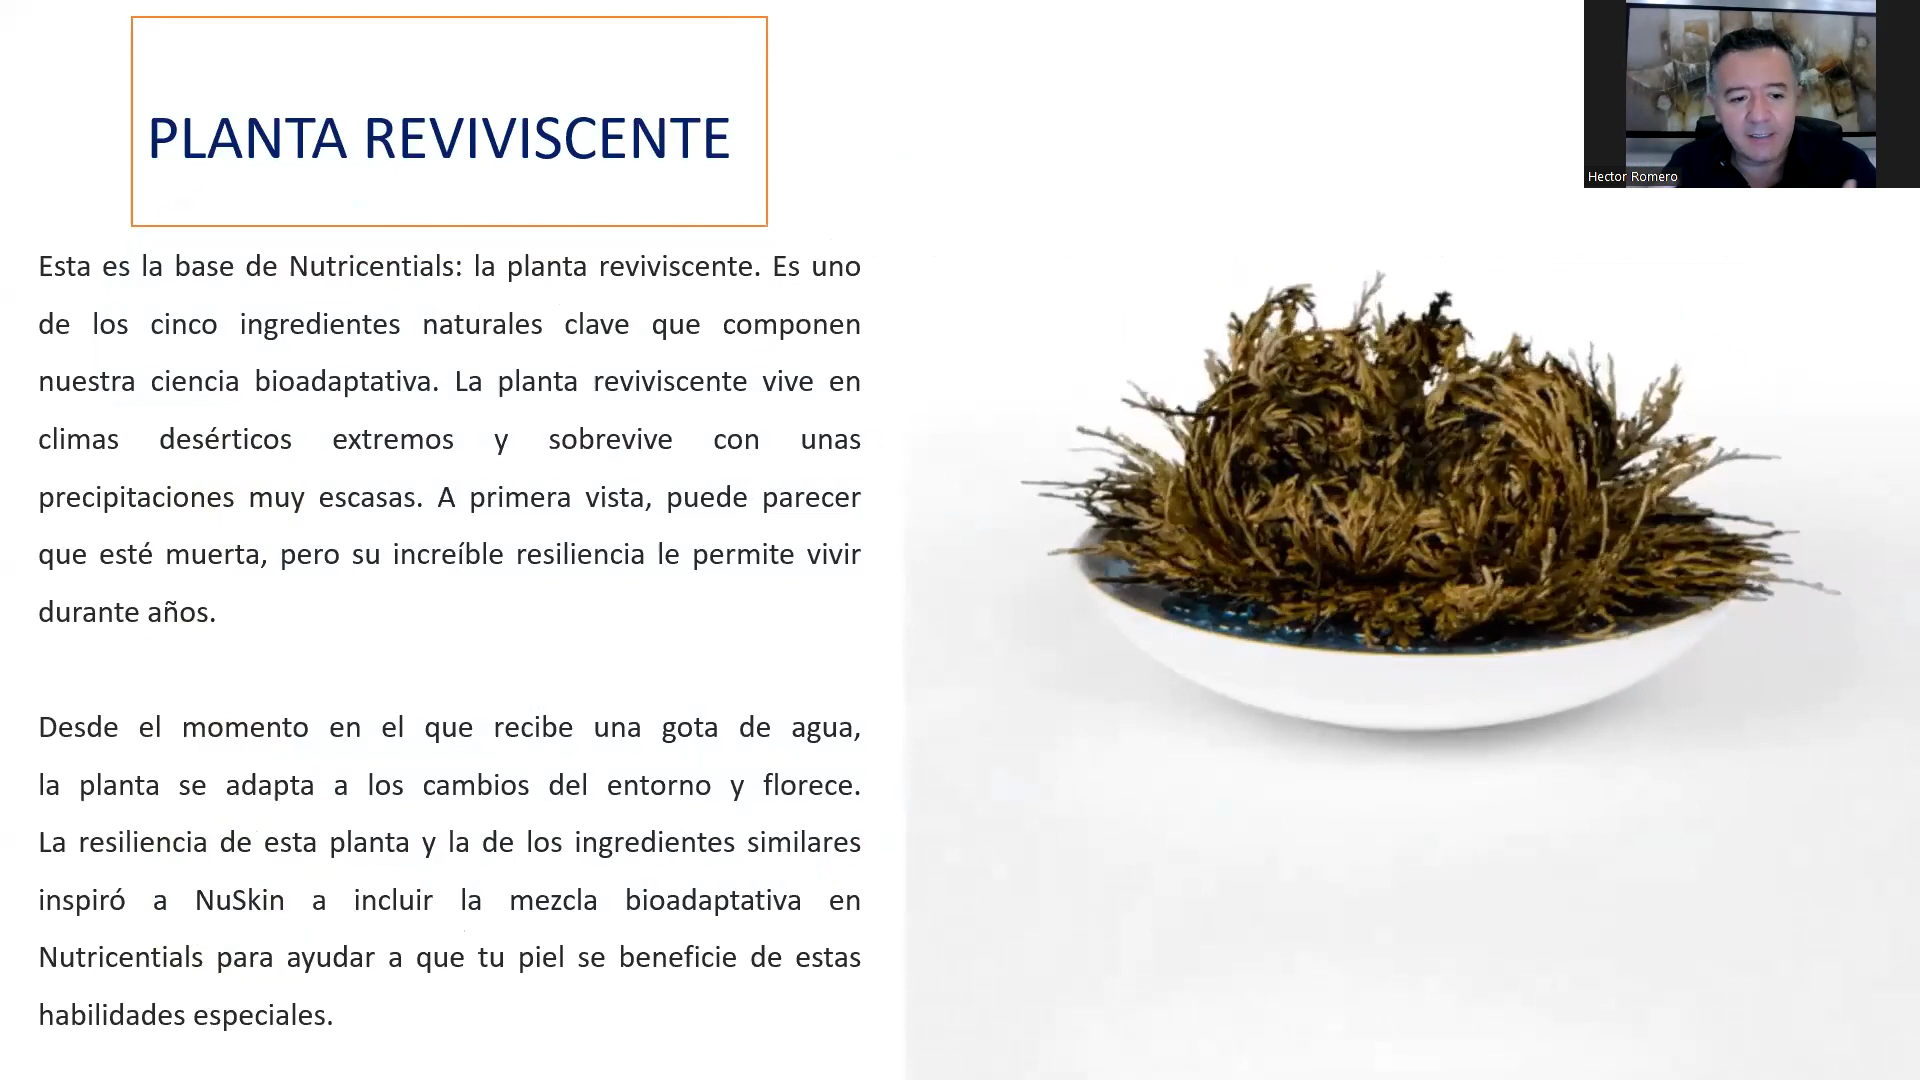 PLANTA REVIVISCENTE
Hector Romero
Esta es la base de Nutricentials: la planta reviviscente. Es uno
de los cinco ingredientes naturales clave que componen
nuestra ciencia bioadaptativa. La planta reviviscente vive en
climas desérticos extremos y sobrevive con unas
precipitaciones muy escasas. A primera vista, puede parecer
que esté muerta, pero su increíble resiliencia le permite vivir
durante años.
Desde el momento en el que recibe una gota de agua,
la planta se adapta a los cambios del entorno y florece.
La resiliencia de esta planta y la de los ingredientes similares
inspiró a NuSkin a incluir la mezcla bioadaptativa en
Nutricentials para ayudar a que tu piel se beneficie de estas
habilidades especiales.